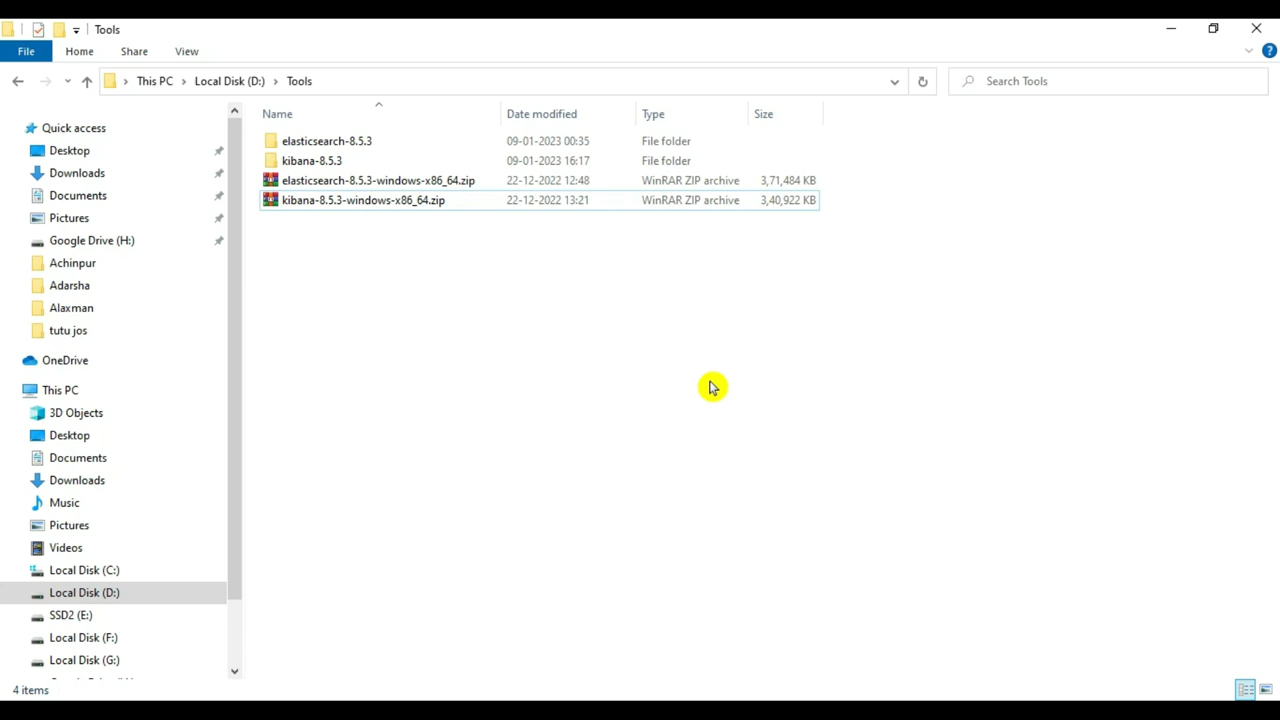 Tools
File Home Share View
This PC Local Disk (D:) Tools
Search Tools
Name Date modified Type Size
elasticsearch-8.5.3 09-01-2023 00:35 File folder
kibana-8.5.3 09-01-2023 16:17 File folder
elasticsearch-8.5.3-windows-x86_64.zip 22-12-2022 12:48 WinRAR ZIP archive 3,71,484 KB
kibana-8.5.3-windows-x86_64.zip 22-12-2022 13:21 WinRAR ZIP archive 3,40,922 KB
Quick access
Desktop
Downloads
Documents
Pictures
Google Drive (H:)
Achinpur
Adarsha
Alaxman
tutu jos
OneDrive
This PC
3D Objects
Desktop
Documents
Downloads
Music
Pictures
Videos
Local Disk (C:)
Local Disk (D:)
SSD2 (E:)
Local Disk (F:)
Local Disk (G:)
4 items